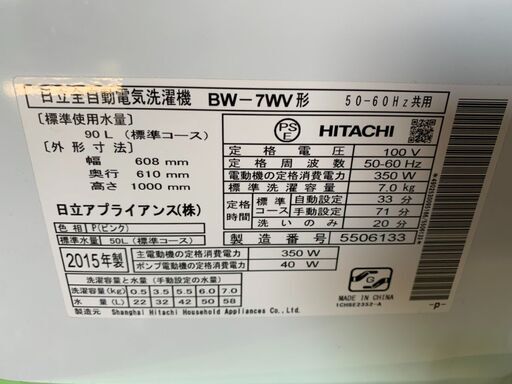 日立全自動電気洗濯機 BW-7WV形 50-60Hz共用
[標準使用水量]
90L (標準コース)
[外形寸法]
幅 608 mm
奥行 610 mm
高さ 1000 mm
日立アプライアンス(株)
色相 P(ピンク)
標準水量 50L (標準コース)
PS
E
HITACHI
定格電圧 100 V
定格周波数 50-60 Hz
電動機の定格消費電力 350 W
標準洗濯容量 7.0 kg
定格時間 標準コース 自動設定 33 分
手動設定 71 分
洗いのみ 20 分
製造番号 5506133
2015年製
主電動機の定格消費電力 350 W
ポンプ電動機の定格消費電力 40 W
洗濯容量と水量 (手動設定の水量)
洗濯容量(kg) 0.5 3.5 5.5 6.0 7.0
水量(L) 22 32 42 50 58
製造元 Shanghai Hitachi Household Appliances Co., Ltd.
G
MADE IN CHINA
1CH6E2352-A
-p-